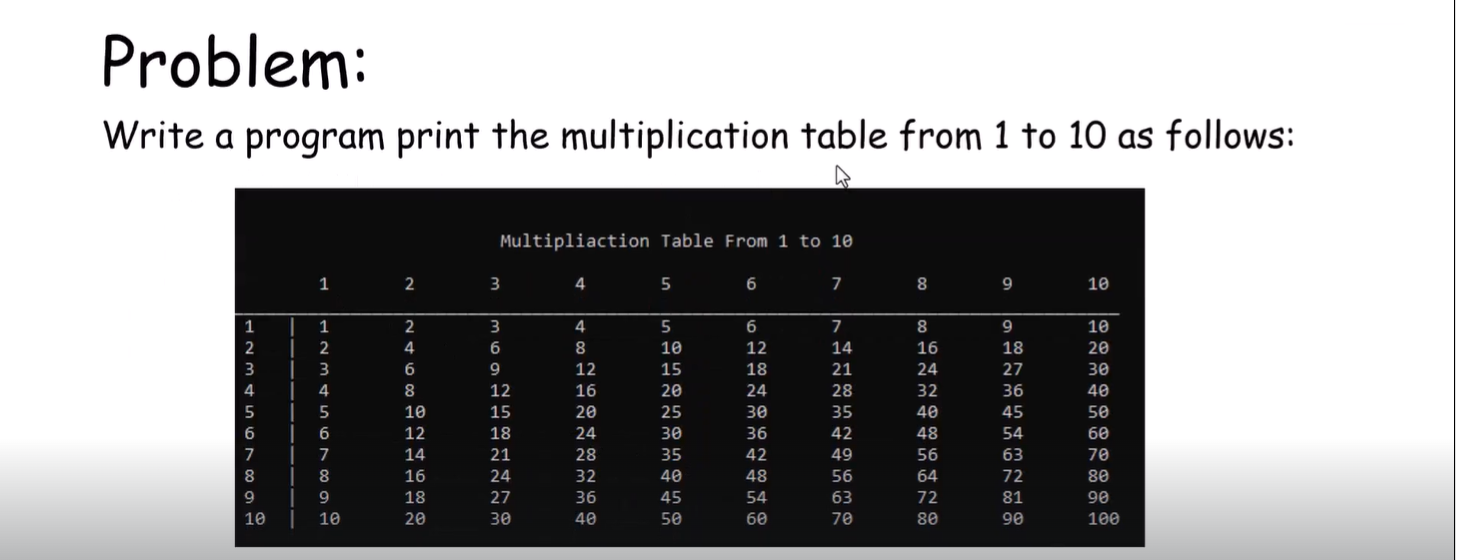 Problem:
Write a program print the multiplication table from 1 to 10 as follows:
Multipliaction Table From 1 to 10
1 2 3 4 5 6 7 8 9 10
1 | 1 2 3 4 5 6 7 8 9 10
2 | 2 4 6 8 10 12 14 16 18 20
3 | 3 6 9 12 15 18 21 24 27 30
4 | 4 8 12 16 20 24 28 32 36 40
5 | 5 10 15 20 25 30 35 40 45 50
6 | 6 12 18 24 30 36 42 48 54 60
7 | 7 14 21 28 35 42 49 56 63 70
8 | 8 16 24 32 40 48 56 64 72 80
9 | 9 18 27 36 45 54 63 72 81 90
10 | 10 20 30 40 50 60 70 80 90 100